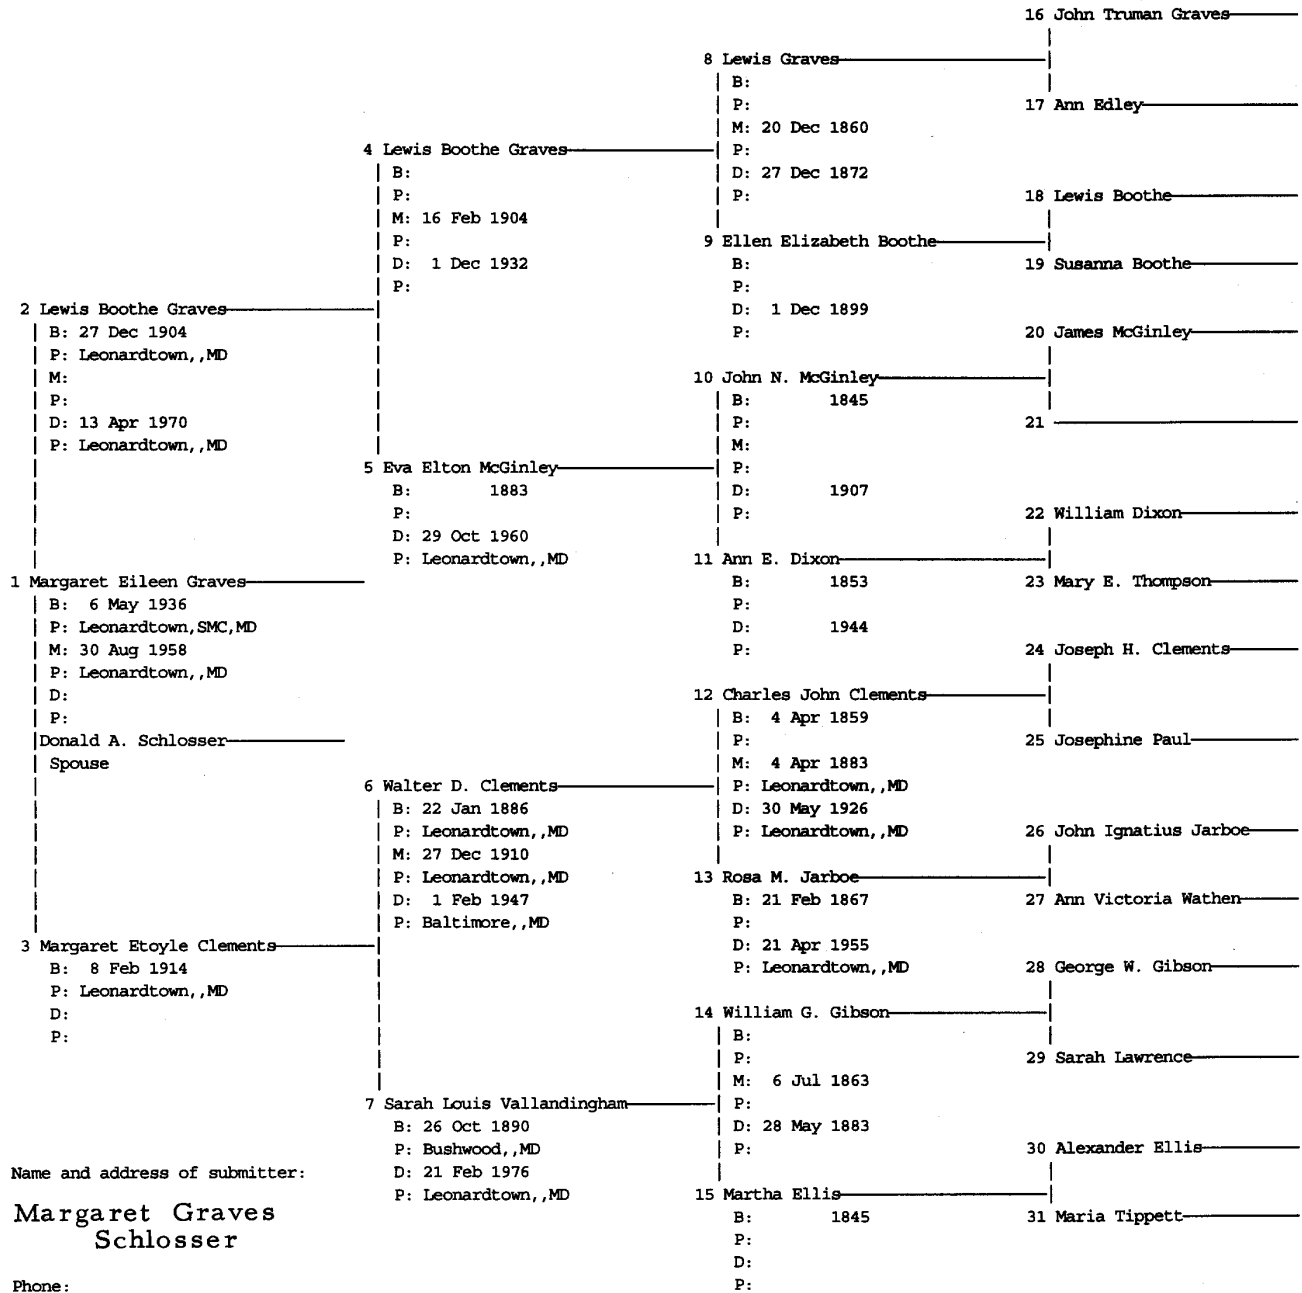 16 John Truman Graves
8 Lewis Graves
B:
P:
17 Ann Edley
M: 20 Dec 1860
4 Lewis Boothe Graves
P:
B:
D: 27 Dec 1872
P:
P:
18 Lewis Boothe
M: 16 Feb 1904
P:
9 Ellen Elizabeth Boothe
D: 1 Dec 1932
B:
19 Susanna Boothe
P:
P:
2 Lewis Boothe Graves
D: 1 Dec 1899
B: 27 Dec 1904
P:
20 James McGinley
P: Leonardtown,,MD
M:
10 John N. McGinley
P:
B: 1845
D: 13 Apr 1970
P:
21
P: Leonardtown,,MD
M:
5 Eva Elton McGinley
P:
B: 1883
D: 1907
P:
P:
22 William Dixon
D: 29 Oct 1960
P: Leonardtown,,MD
11 Ann E. Dixon
1 Margaret Eileen Graves
B: 1853
23 Mary E. Thompson
B: 6 May 1936
P:
P: Leonardtown,SMC,MD
D: 1944
M: 30 Aug 1958
P:
24 Joseph H. Clements
P: Leonardtown,,MD
D:
12 Charles John Clements
P:
B: 4 Apr 1859
Donald A. Schlosser
P:
25 Josephine Paul
Spouse
M: 4 Apr 1883
6 Walter D. Clements
P: Leonardtown,,MD
B: 22 Jan 1886
D: 30 May 1926
P: Leonardtown,,MD
P: Leonardtown,,MD
26 John Ignatius Jarboe
M: 27 Dec 1910
P: Leonardtown,,MD
13 Rosa M. Jarboe
D: 1 Feb 1947
B: 21 Feb 1867
27 Ann Victoria Wathen
P: Baltimore,,MD
P:
3 Margaret Etoyle Clements
D: 21 Apr 1955
B: 8 Feb 1914
P: Leonardtown,,MD
28 George W. Gibson
P: Leonardtown,,MD
D:
14 William G. Gibson
P:
B:
P:
29 Sarah Lawrence
M: 6 Jul 1863
7 Sarah Louis Vallandingham
P:
B: 26 Oct 1890
D: 28 May 1883
P: Bushwood,,MD
P:
30 Alexander Ellis
Name and address of submitter:
D: 21 Feb 1976
P: Leonardtown,,MD
15 Martha Ellis
Margaret Graves
B: 1845
31 Maria Tippett
Schlosser
P:
D:
Phone:
P: